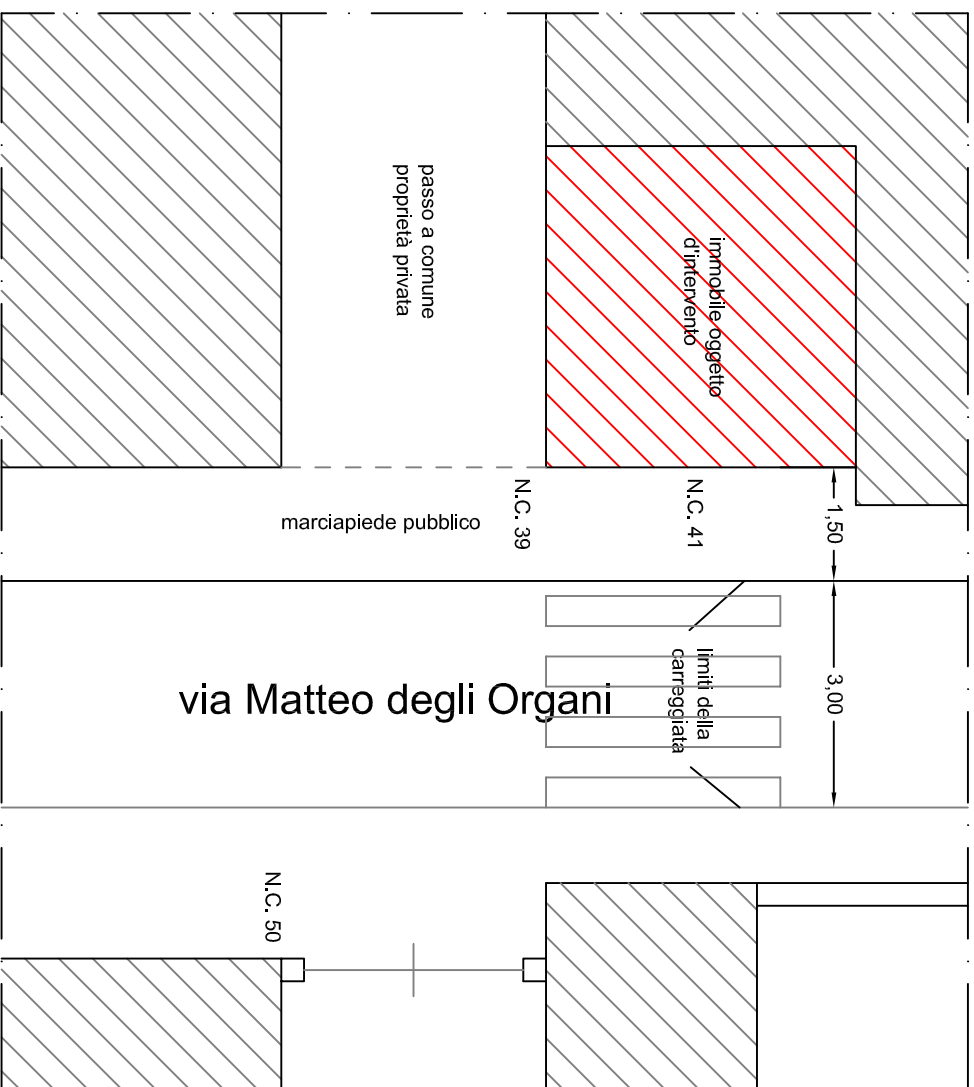 passo a comune
proprietà privata
immobile oggetto
d'intervento
N.C. 39
N.C. 41
1,50
marciapiede pubblico
limiti della
carreggiata
3,00
via Matteo degli Organi
N.C. 50